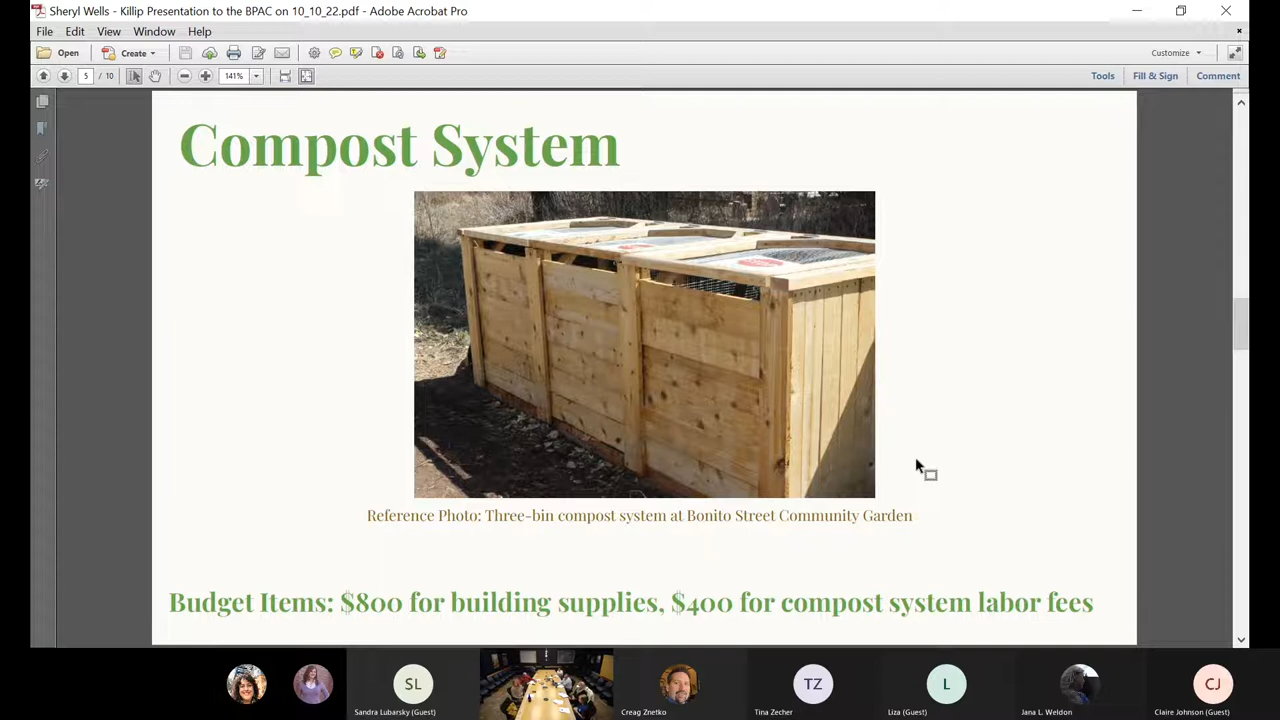 Sheryl Wells - Killip Presentation to the BPAC on 10_10_22.pdf - Adobe Acrobat Pro
File Edit View Window Help
Open Create Customize
5 / 10 141% Tools Fill & Sign Comment
Compost System
Reference Photo: Three-bin compost system at Bonito Street Community Garden
Budget Items: $800 for building supplies, $400 for compost system labor fees
SL TZ L CJ
Sandra Lubarsky (Guest) Creag Znetko Tina Zecher Liza (Guest) Jana L. Weldon Claire Johnson (Guest)